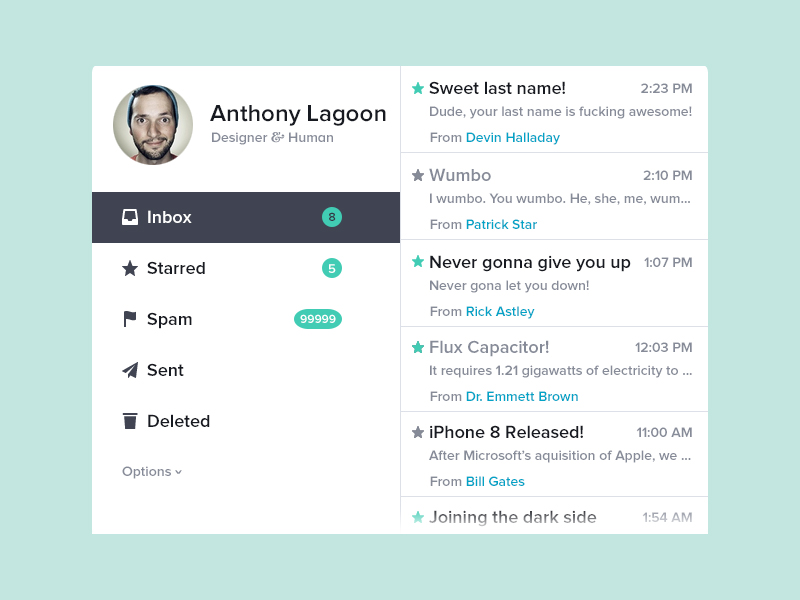 Anthony Lagoon
Designer & Human
Inbox
8
Starred
5
Spam
99999
Sent
Deleted
Options
Sweet last name!
2:23 PM
Dude, your last name is fucking awesome!
From Devin Halladay
Wumbo
2:10 PM
I wumbo. You wumbo. He, she, me, wum...
From Patrick Star
Never gonna give you up
1:07 PM
Never gona let you down!
From Rick Astley
Flux Capacitor!
12:03 PM
It requires 1.21 gigawatts of electricity to ...
From Dr. Emmett Brown
iPhone 8 Released!
11:00 AM
After Microsoft's aquisition of Apple, we ...
From Bill Gates
Joining the dark side
1:54 AM